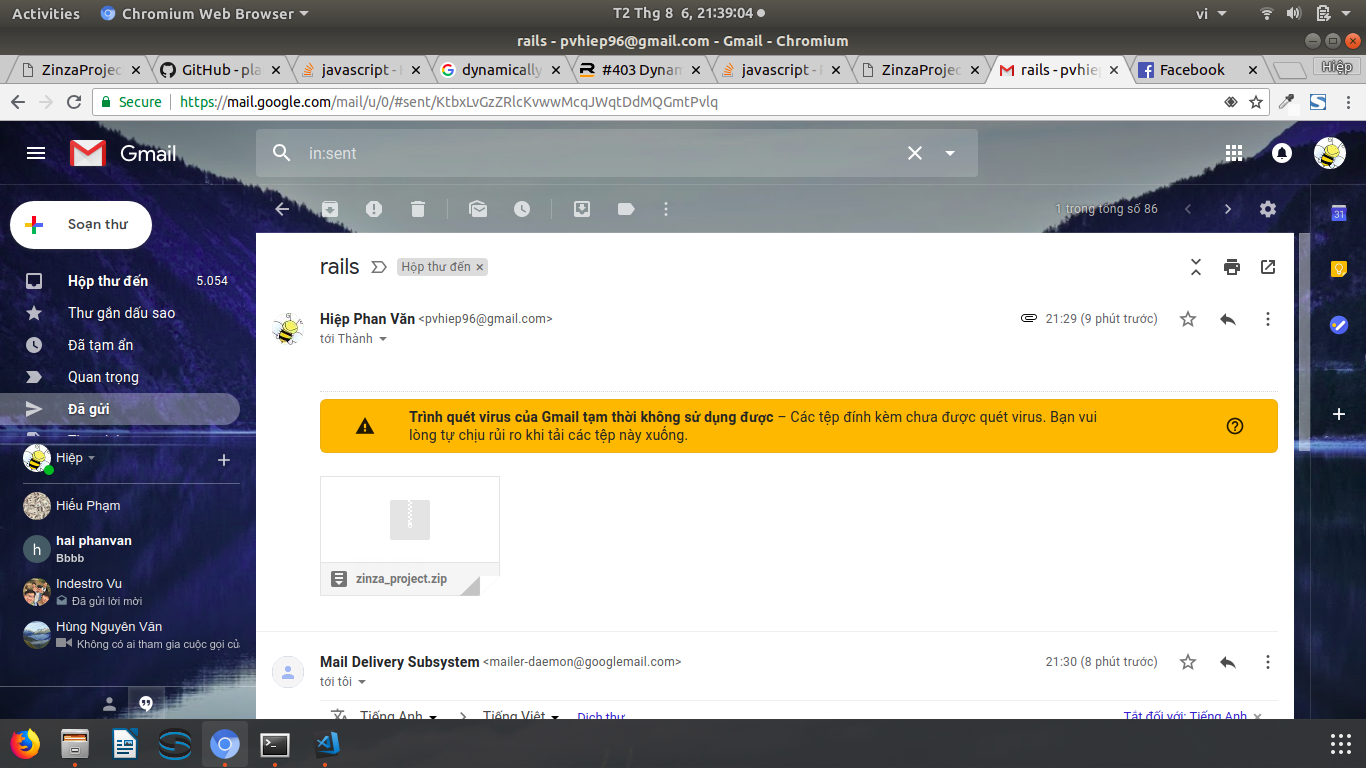 Activities
Chromium Web Browser
T2 Thg 8 6, 21:39:04
vi
rails - pvhiep96@gmail.com - Gmail - Chromium
ZinzaProjec
GitHub - pla
javascript -
dynamically
#403 Dynam
javascript -
ZinzaProjec
rails - pvhiep
Facebook
Hiệp
Secure
https://mail.google.com/mail/u/0/#sent/KtbxLvGzZRlcKvwwMcqJWqtDdMQGmtPvlq
Gmail
in:sent
Soạn thư
1 trong tổng số 86
31
Hộp thư đến
5.054
Thư gắn dấu sao
Đã tạm ẩn
Quan trọng
Đã gửi
Hiệp
Hiếu Phạm
h
hai phanvan
Bbbb
Indestro Vu
Đã gửi lời mời
Hùng Nguyên Văn
Không có ai tham gia cuộc gọi củ
rails
Hộp thư đến
Hiệp Phan Văn <pvhiep96@gmail.com>
21:29 (9 phút trước)
tới Thành
Trình quét virus của Gmail tạm thời không sử dụng được – Các tệp đính kèm chưa được quét virus. Bạn vui
lòng tự chịu rủi ro khi tải các tệp này xuống.
zinza_project.zip
Mail Delivery Subsystem <mailer-daemon@googlemail.com>
21:30 (8 phút trước)
tới tôi
Tiếng Anh
Tiếng Việt
Dịch thư
Tắt đối với: Tiếng Anh